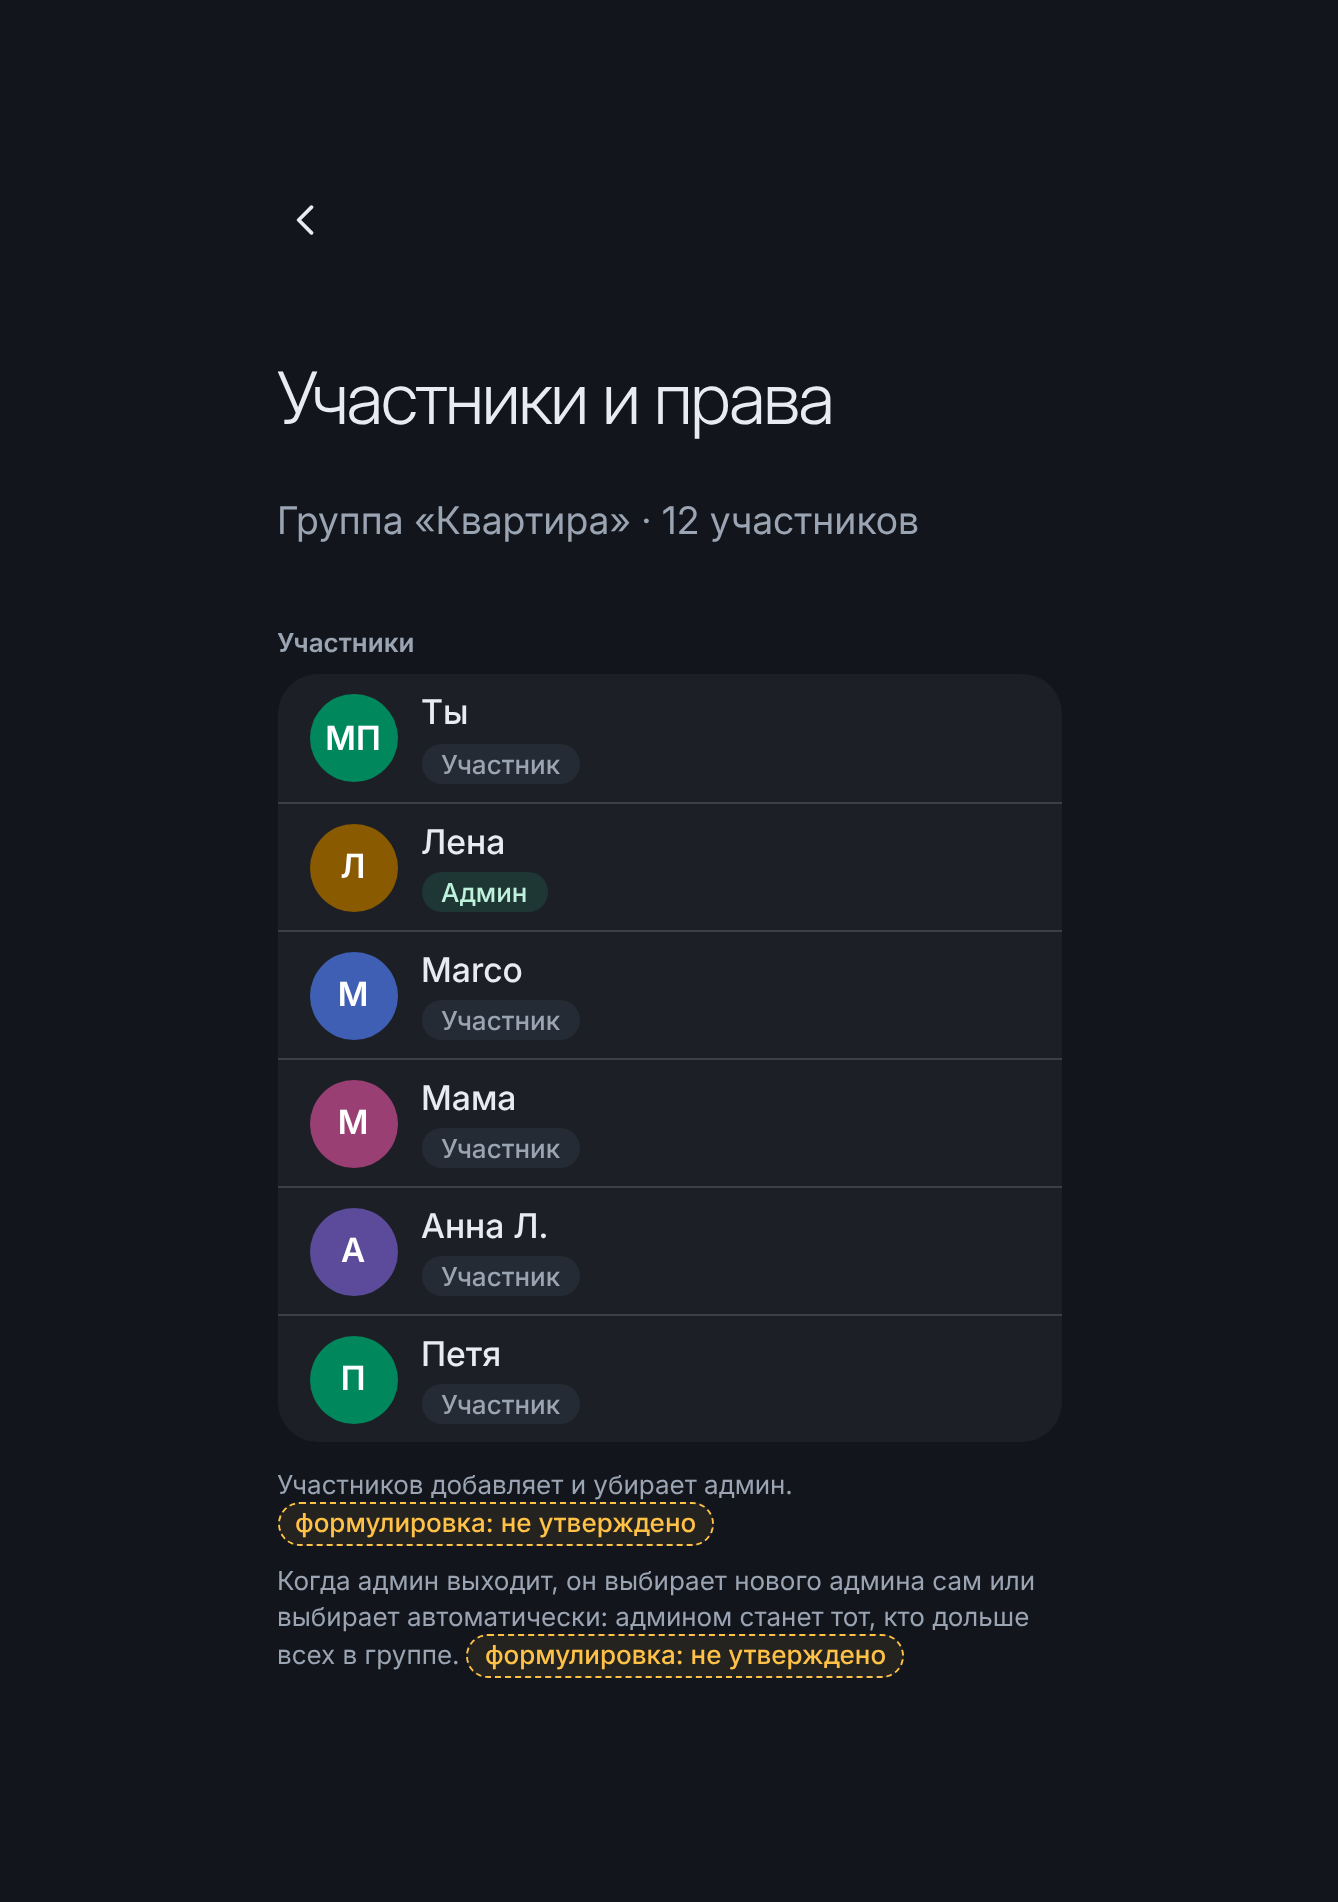 Участники и права
Группа «Квартира» · 12 участников
Участники
МП
Ты
Участник
Л
Лена
Админ
M
Marco
Участник
М
Мама
Участник
А
Анна Л.
Участник
П
Петя
Участник
Участников добавляет и убирает админ.
формулировка: не утверждено
Когда админ выходит, он выбирает нового админа сам или
выбирает автоматически: админом станет тот, кто дольше
всех в группе. формулировка: не утверждено